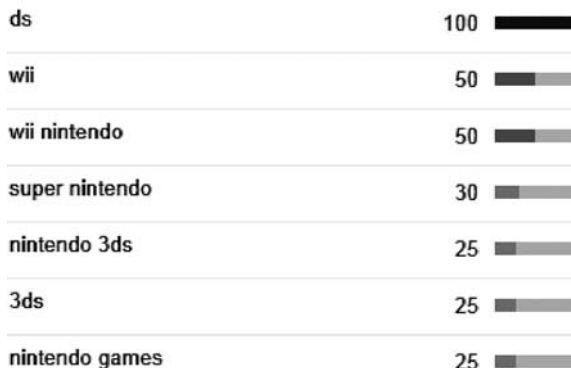 ds 100
wii 50
wii nintendo 50
super nintendo 30
nintendo 3ds 25
3ds 25
nintendo games 25